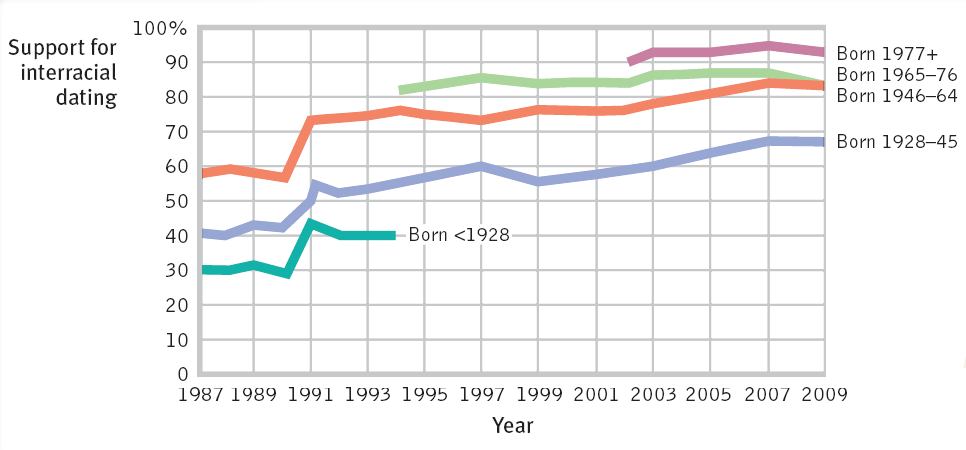 Support for
interracial
dating
100%
90
80
70
60
50
40
30
20
10
0
Born 1977+
Born 1965–76
Born 1946–64
Born 1928–45
Born <1928
1987 1989 1991 1993 1995 1997 1999 2001 2003 2005 2007 2009
Year